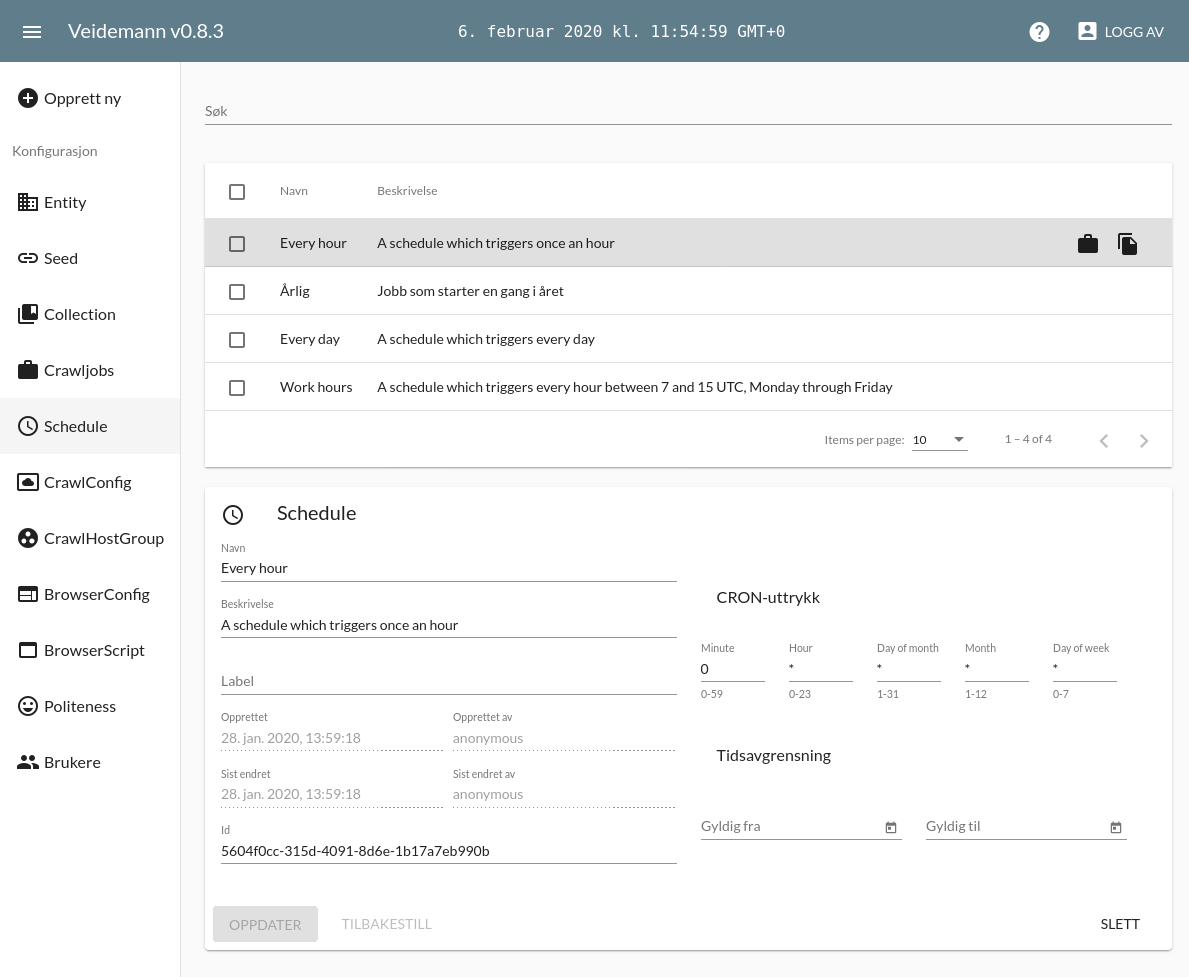 Veidemann v0.8.3
6. februar 2020 kl. 11:54:59 GMT+0
LOGG AV
Opprett ny
Konfigurasjon
Entity
Seed
Collection
Crawljobs
Schedule
CrawlConfig
CrawlHostGroup
BrowserConfig
BrowserScript
Politeness
Brukere
Søk
Navn Beskrivelse
Every hour A schedule which triggers once an hour
Årlig Jobb som starter en gang i året
Every day A schedule which triggers every day
Work hours A schedule which triggers every hour between 7 and 15 UTC, Monday through Friday
Items per page: 10 1 – 4 of 4
Schedule
Navn
Every hour
Beskrivelse
A schedule which triggers once an hour
Label
Opprettet Opprettet av
28. jan. 2020, 13:59:18 anonymous
Sist endret Sist endret av
28. jan. 2020, 13:59:18 anonymous
Id
5604f0cc-315d-4091-8d6e-1b17a7eb990b
CRON-uttrykk
Minute Hour Day of month Month Day of week
0 * * * *
0-59 0-23 1-31 1-12 0-7
Tidsavgrensning
Gyldig fra Gyldig til
OPPDATER TILBAKESTILL SLETT